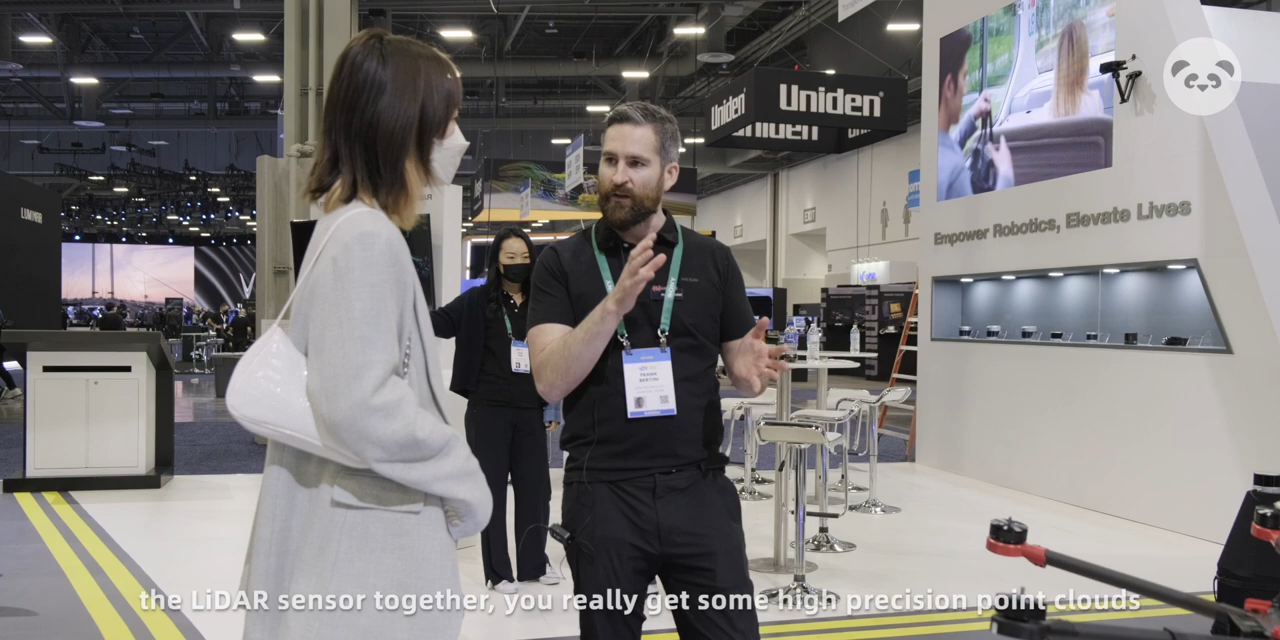 Uniden
Uniden
Uniden
LUMINAR
Empower Robotics, Elevate Lives
EXIT
the LiDAR sensor together, you really get some high precision point clouds